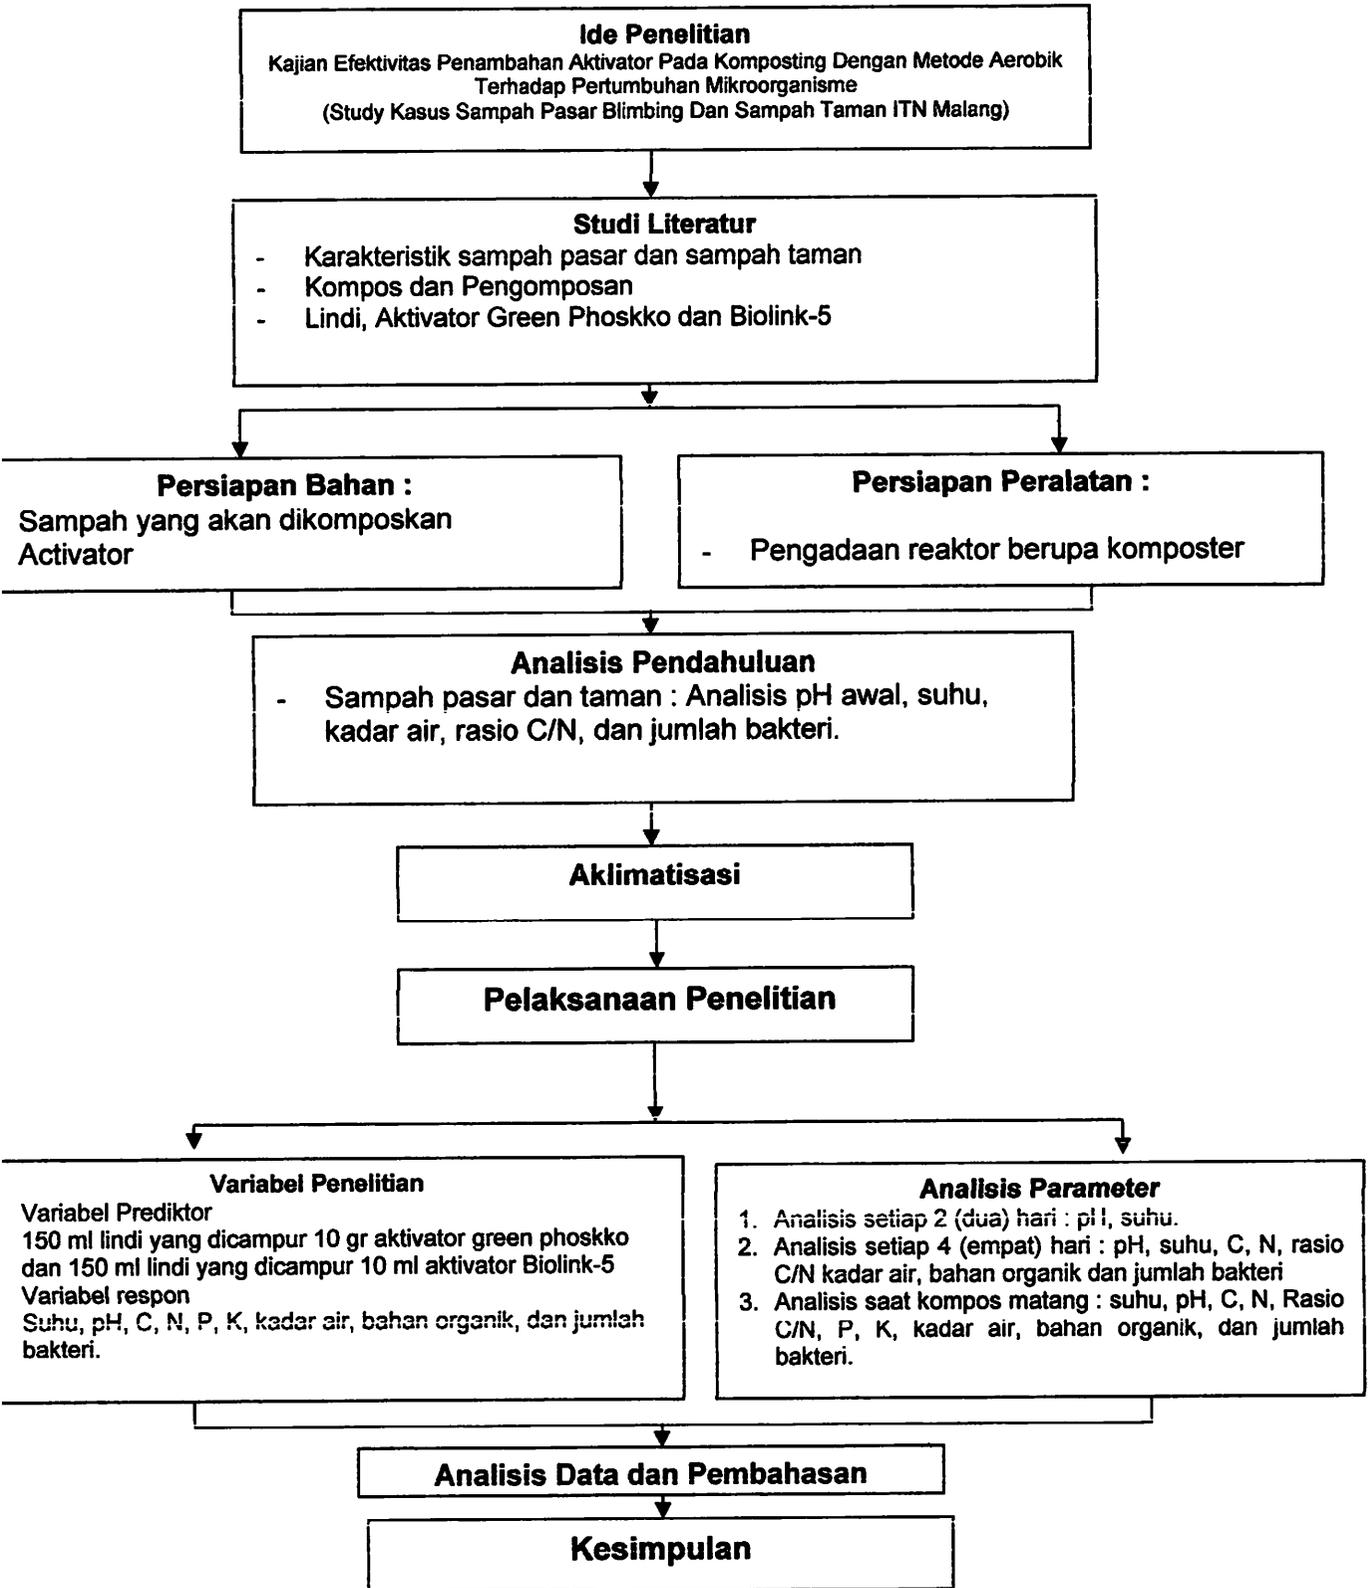 Ide Penelitian
Kajian Efektivitas Penambahan Aktivator Pada Komposting Dengan Metode Aerobik
Terhadap Pertumbuhan Mikroorganisme
(Study Kasus Sampah Pasar Blimbing Dan Sampah Taman ITN Malang)
Studi Literatur
- Karakteristik sampah pasar dan sampah taman
- Kompos dan Pengomposan
- Lindi, Aktivator Green Phoskko dan Biolink-5
Persiapan Bahan :
Sampah yang akan dikomposkan
Activator
Persiapan Peralatan :
- Pengadaan reaktor berupa komposter
Analisis Pendahuluan
- Sampah pasar dan taman : Analisis pH awal, suhu,
kadar air, rasio C/N, dan jumlah bakteri.
Aklimatisasi
Pelaksanaan Penelitian
Variabel Penelitian
Variabel Prediktor
150 ml lindi yang dicampur 10 gr aktivator green phoskko
dan 150 ml lindi yang dicampur 10 ml aktivator Biolink-5
Variabel respon
Suhu, pH, C, N, P, K, kadar air, bahan organik, dan jumlah
bakteri.
Analisis Parameter
1. Analisis setiap 2 (dua) hari : pH, suhu.
2. Analisis setiap 4 (empat) hari : pH, suhu, C, N, rasio
C/N kadar air, bahan organik dan jumlah bakteri
3. Analisis saat kompos matang : suhu, pH, C, N, Rasio
C/N, P, K, kadar air, bahan organik, dan jumlah
bakteri.
Analisis Data dan Pembahasan
Kesimpulan